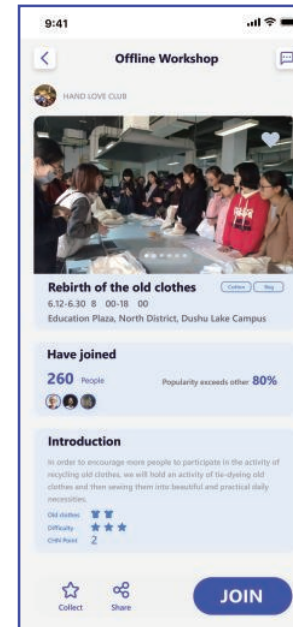 9:41
Offline Workshop
HAND LOVE CLUB
Rebirth of the old clothes
Cotton
Bag
6.12-6.30 8 00-18 00
Education Plaza, North District, Dushu Lake Campus
Have joined
260 People
Popularity exceeds other 80%
Introduction
In order to encourage more people to participate in the activity of
recycling old clothes, we will hold an activity of tie-dyeing old
clothes and then sewing them into beautiful and practical daily
necessities.
Old clothes
Difficulty
CHN Point 2
Collect
Share
JOIN